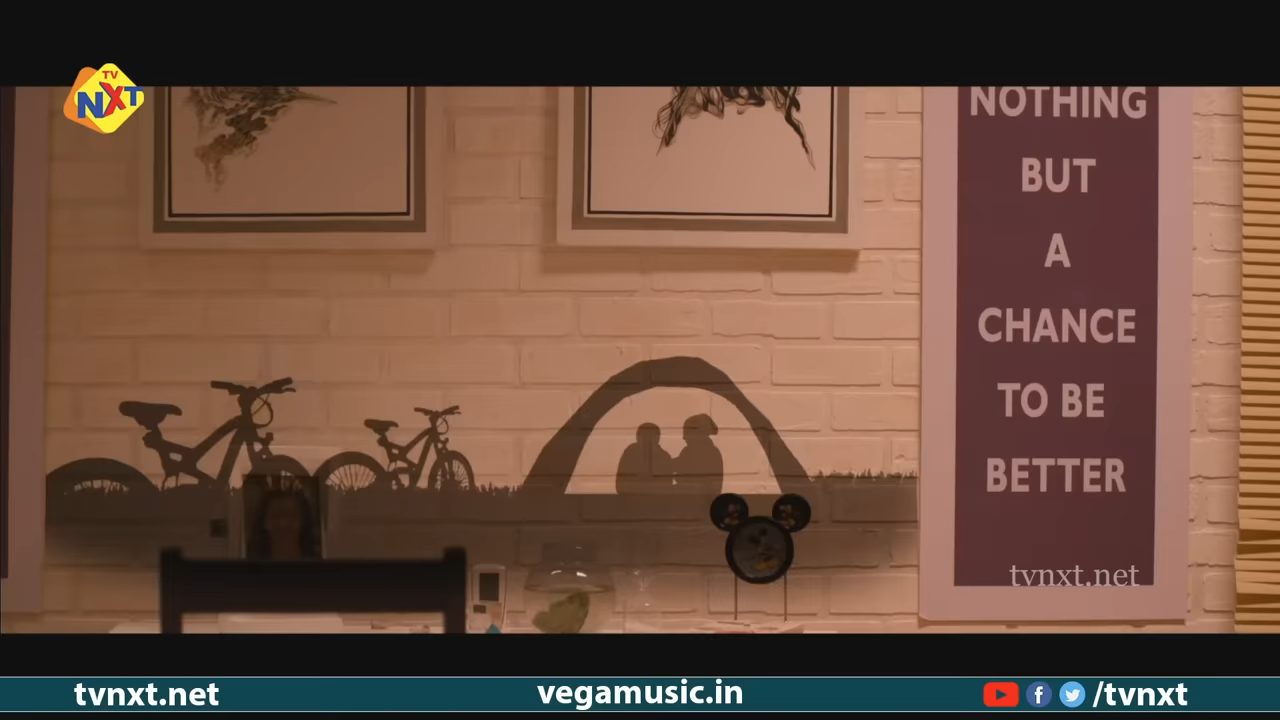 TV
NXT
NOTHING
BUT
A
CHANCE
TO BE
BETTER
tvnxt.net
tvnxt.net
vegamusic.in
/tvnxt